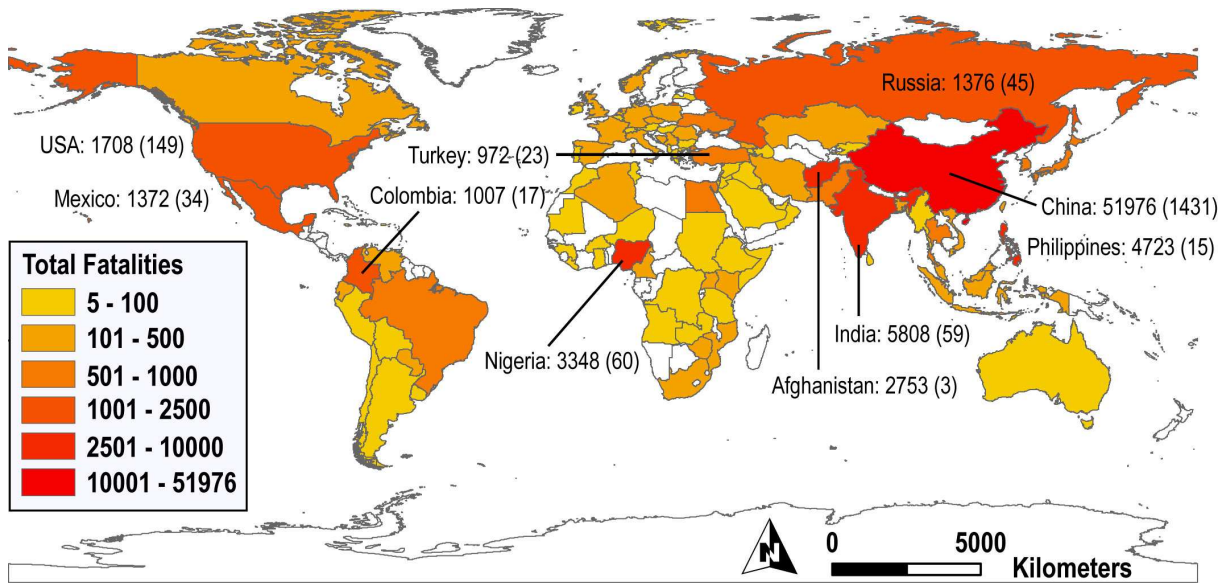 Russia: 1376 (45)
USA: 1708 (149)
Turkey: 972 (23)
Mexico: 1372 (34)
Colombia: 1007 (17)
China: 51976 (1431)
Philippines: 4723 (15)
India: 5808 (59)
Nigeria: 3348 (60)
Afghanistan: 2753 (3)
Total Fatalities
5 - 100
101 - 500
501 - 1000
1001 - 2500
2501 - 10000
10001 - 51976
N
0 5000
Kilometers